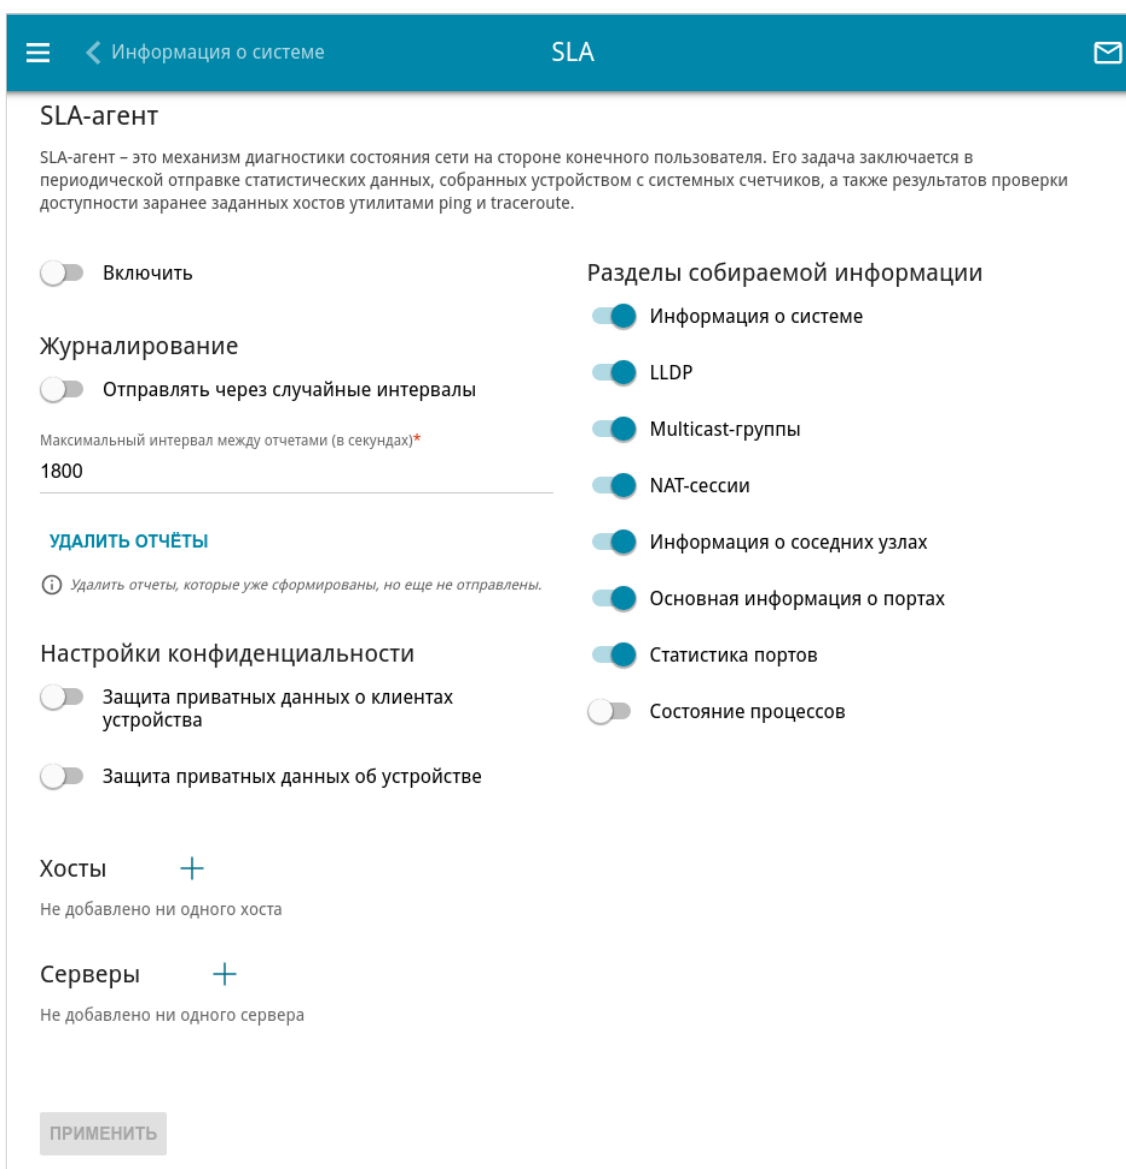 Информация о системе
SLA
SLA-агент
SLA-агент – это механизм диагностики состояния сети на стороне конечного пользователя. Его задача заключается в
периодической отправке статистических данных, собранных устройством с системных счетчиков, а также результатов проверки
доступности заранее заданных хостов утилитами ping и traceroute.
Включить
Журналирование
Отправлять через случайные интервалы
Максимальный интервал между отчетами (в секундах)*
1800
УДАЛИТЬ ОТЧЁТЫ
Удалить отчеты, которые уже сформированы, но еще не отправлены.
Настройки конфиденциальности
Защита приватных данных о клиентах
устройства
Защита приватных данных об устройстве
Разделы собираемой информации
Информация о системе
LLDP
Multicast-группы
NAT-сессии
Информация о соседних узлах
Основная информация о портах
Статистика портов
Состояние процессов
Хосты
Не добавлено ни одного хоста
Серверы
Не добавлено ни одного сервера
ПРИМЕНИТЬ